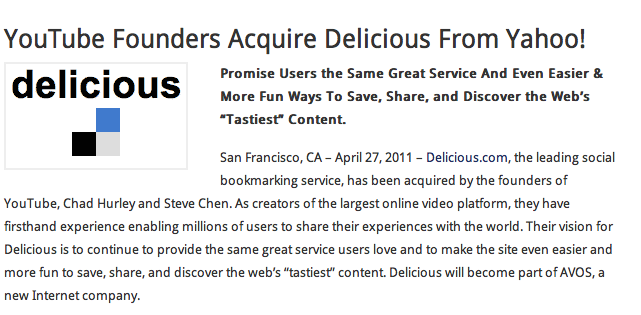 YouTube Founders Acquire Delicious From Yahoo!
delicious
Promise Users the Same Great Service And Even Easier &
More Fun Ways To Save, Share, and Discover the Web’s
“Tastiest” Content.
San Francisco, CA – April 27, 2011 – Delicious.com, the leading social
bookmarking service, has been acquired by the founders of
YouTube, Chad Hurley and Steve Chen. As creators of the largest online video platform, they have
firsthand experience enabling millions of users to share their experiences with the world. Their vision for
Delicious is to continue to provide the same great service users love and to make the site even easier and
more fun to save, share, and discover the web’s “tastiest” content. Delicious will become part of AVOS, a
new Internet company.